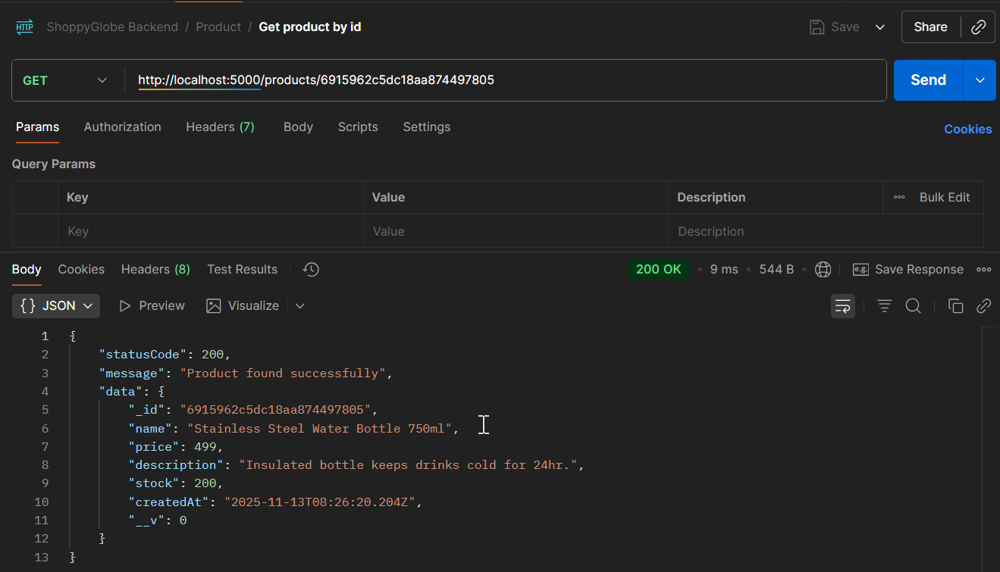 HTTP ShoppyGlobe Backend / Product / Get product by id Save Share
GET http://localhost:5000/products/6915962c5dc18aa874497805 Send
Params Authorization Headers (7) Body Scripts Settings Cookies
Query Params
Key Value Description Bulk Edit
Key Value Description
Body Cookies Headers (8) Test Results 200 OK • 9 ms • 544 B • e.g. Save Response
{} JSON Preview Visualize
1 {
2 "statusCode": 200,
3 "message": "Product found successfully",
4 "data": {
5 "_id": "6915962c5dc18aa874497805",
6 "name": "Stainless Steel Water Bottle 750ml",
7 "price": 499,
8 "description": "Insulated bottle keeps drinks cold for 24hr.",
9 "stock": 200,
10 "createdAt": "2025-11-13T08:26:20.204Z",
11 "__v": 0
12 }
13 }